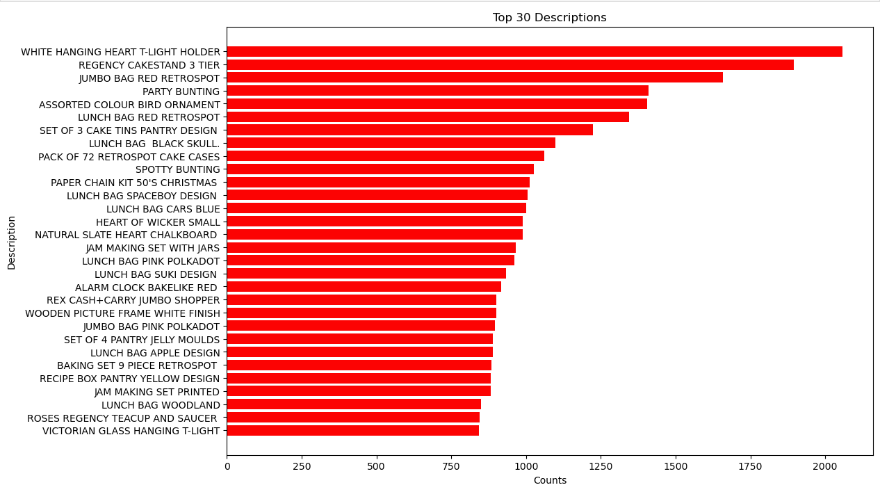 Top 30 Descriptions
WHITE HANGING HEART T-LIGHT HOLDER
REGENCY CAKESTAND 3 TIER
JUMBO BAG RED RETROSPOT
PARTY BUNTING
ASSORTED COLOUR BIRD ORNAMENT
LUNCH BAG RED RETROSPOT
SET OF 3 CAKE TINS PANTRY DESIGN
LUNCH BAG  BLACK SKULL.
PACK OF 72 RETROSPOT CAKE CASES
SPOTTY BUNTING
PAPER CHAIN KIT 50'S CHRISTMAS
LUNCH BAG SPACEBOY DESIGN
LUNCH BAG CARS BLUE
HEART OF WICKER SMALL
NATURAL SLATE HEART CHALKBOARD
JAM MAKING SET WITH JARS
LUNCH BAG PINK POLKADOT
LUNCH BAG SUKI DESIGN
ALARM CLOCK BAKELIKE RED
REX CASH+CARRY JUMBO SHOPPER
WOODEN PICTURE FRAME WHITE FINISH
JUMBO BAG PINK POLKADOT
SET OF 4 PANTRY JELLY MOULDS
LUNCH BAG APPLE DESIGN
BAKING SET 9 PIECE RETROSPOT
RECIPE BOX PANTRY YELLOW DESIGN
JAM MAKING SET PRINTED
LUNCH BAG WOODLAND
ROSES REGENCY TEACUP AND SAUCER
VICTORIAN GLASS HANGING T-LIGHT
Description
0 250 500 750 1000 1250 1500 1750 2000
Counts